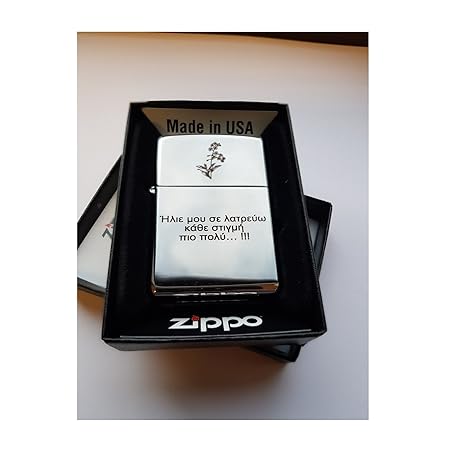 Made in USA
Ήλιε μου σε λατρεύω
κάθε στιγμή
πιο πολύ... !!!
zippo